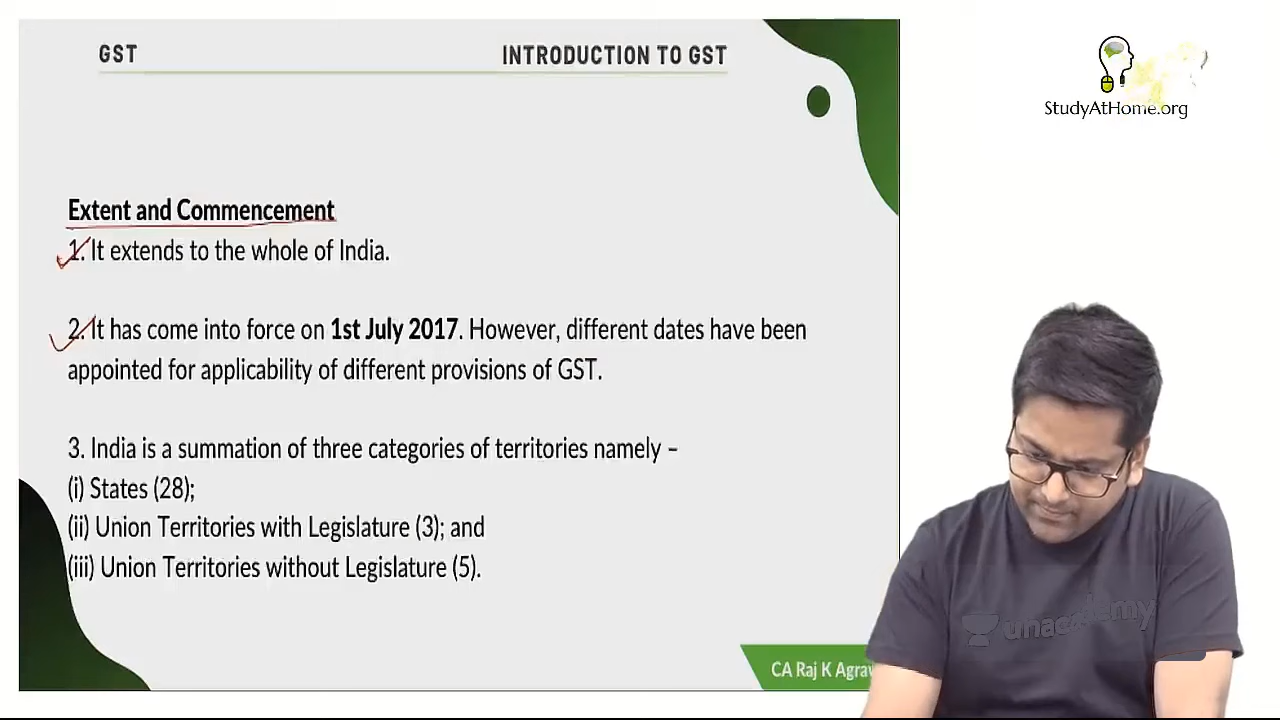 GST
INTRODUCTION TO GST
StudyAtHome.org
Extent and Commencement
1. It extends to the whole of India.
2. It has come into force on 1st July 2017. However, different dates have been
appointed for applicability of different provisions of GST.
3. India is a summation of three categories of territories namely –
(i) States (28);
(ii) Union Territories with Legislature (3); and
(iii) Union Territories without Legislature (5).
unacademy
CA Raj K Agraw